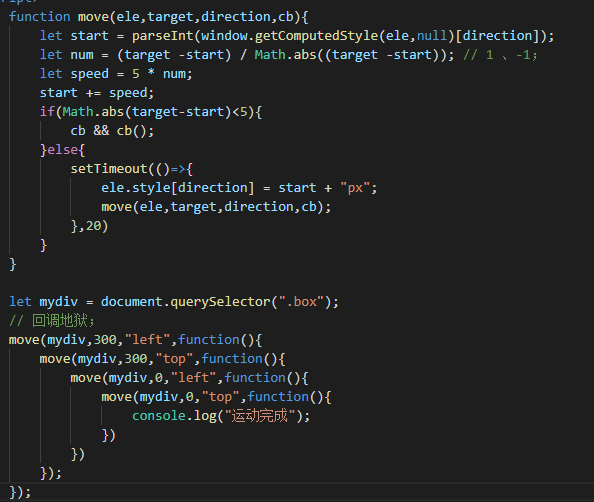 function move(ele,target,direction,cb){
    let start = parseInt(window.getComputedStyle(ele,null)[direction]);
    let num = (target -start) / Math.abs((target -start)); // 1 、-1;
    let speed = 5 * num;
    start += speed;
    if(Math.abs(target-start)<5){
        cb && cb();
    }else{
        setTimeout(()=>{
            ele.style[direction] = start + "px";
            move(ele,target,direction,cb);
        },20)
    }
}
let mydiv = document.querySelector(".box");
// 回调地狱;
move(mydiv,300,"left",function(){
    move(mydiv,300,"top",function(){
        move(mydiv,0,"left",function(){
            move(mydiv,0,"top",function(){
                console.log("运动完成");
            })
        })
    });
});